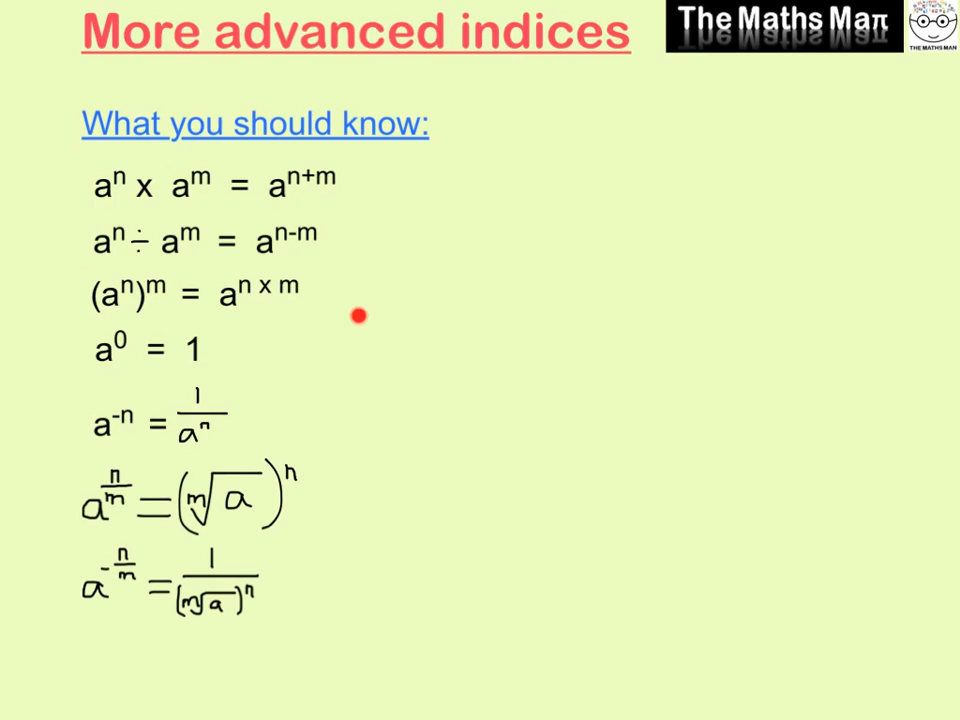 More advanced indices
The Maths Maπ
THE MATHS MAN
What you should know:
aⁿ x aᵐ = aⁿ⁺ᵐ
aⁿ ÷ aᵐ = aⁿ⁻ᵐ
(aⁿ)ᵐ = aⁿ ˣ ᵐ
a⁰ = 1
a⁻ⁿ = 1/aⁿ
a^(n/m) = (ᵐ√a)ⁿ
a^(-n/m) = 1/(ᵐ√a)ⁿ